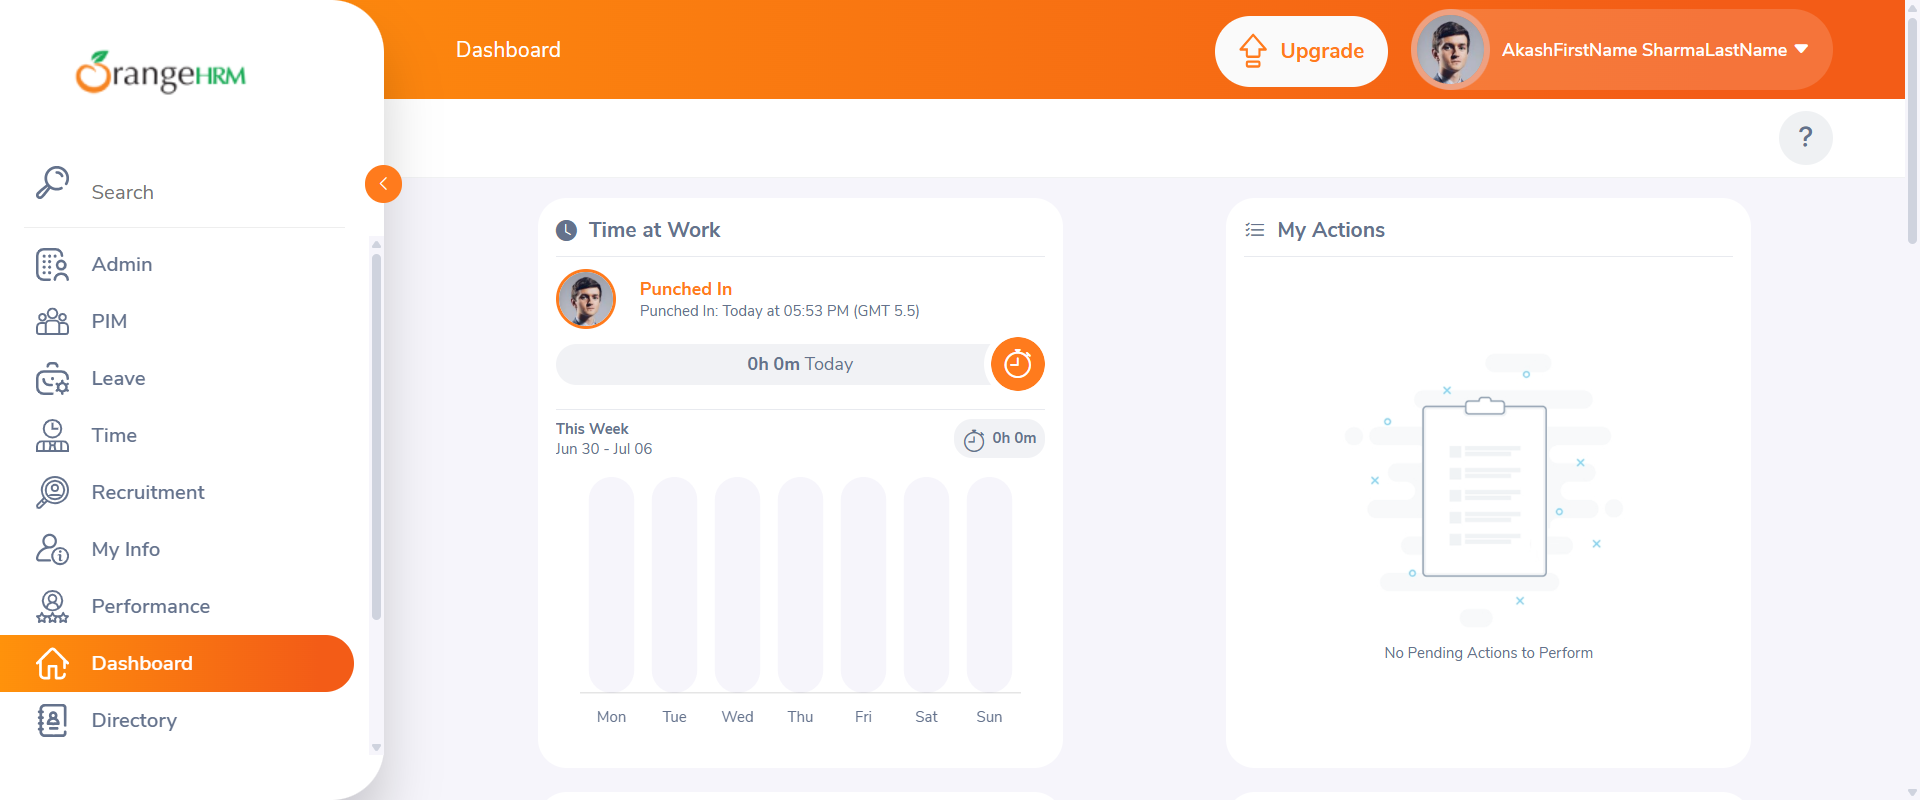 OrangeHRM
Search
Admin
PIM
Leave
Time
Recruitment
My Info
Performance
Dashboard
Directory
Dashboard
Upgrade
AkashFirstName SharmaLastName
?
Time at Work
Punched In
Punched In: Today at 05:53 PM (GMT 5.5)
0h 0m Today
This Week
Jun 30 - Jul 06
0h 0m
Mon Tue Wed Thu Fri Sat Sun
My Actions
No Pending Actions to Perform